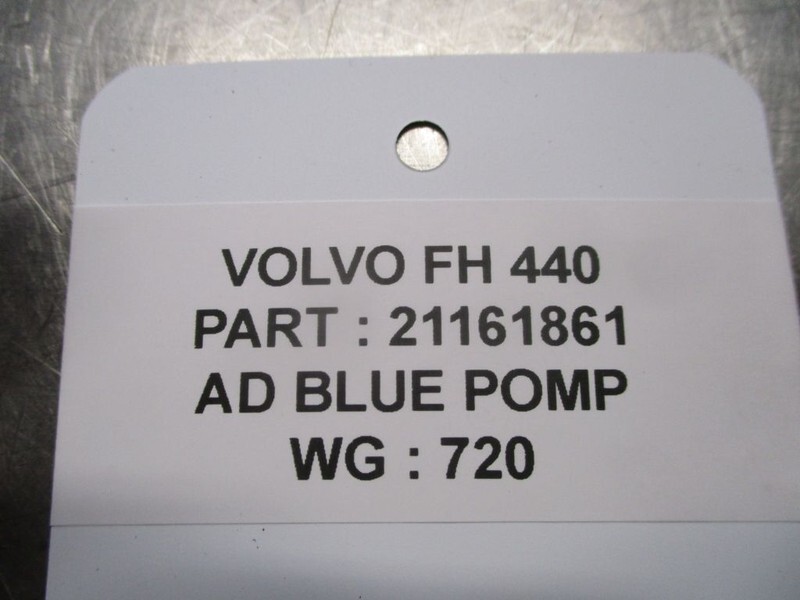 VOLVO FH 440
PART : 21161861
AD BLUE POMP
WG : 720